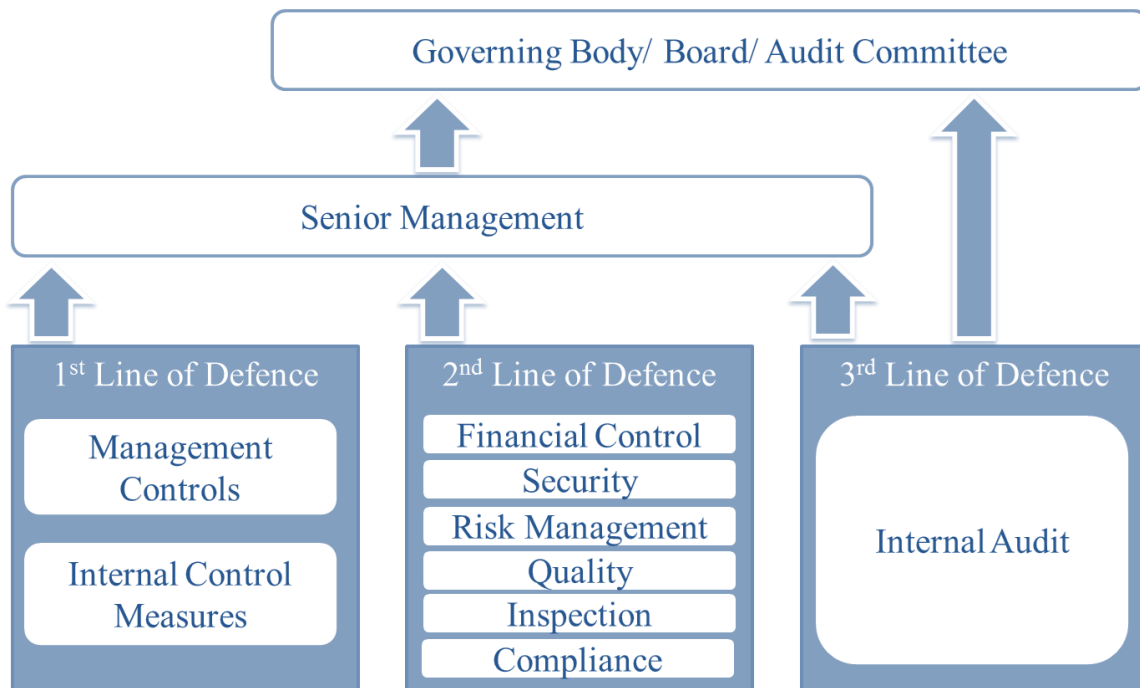 Governing Body/ Board/ Audit Committee
Senior Management
1st Line of Defence
Management
Controls
Internal Control
Measures
2nd Line of Defence
Financial Control
Security
Risk Management
Quality
Inspection
Compliance
3rd Line of Defence
Internal Audit